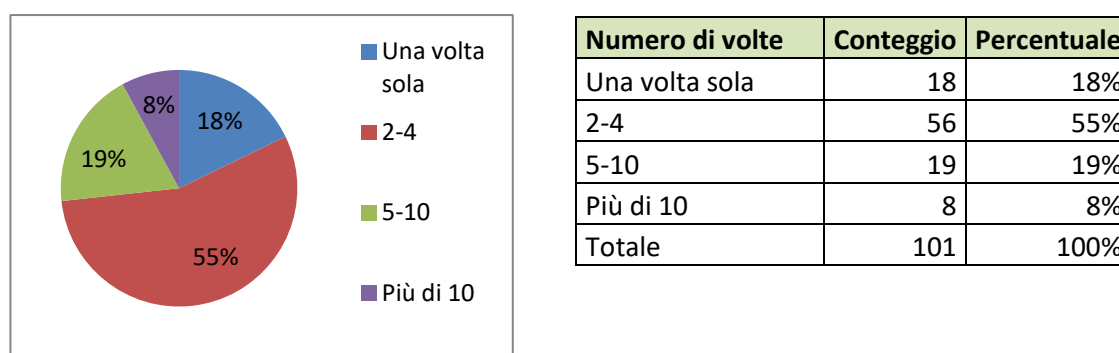 Una volta
sola
2-4
5-10
Più di 10
8%
18%
19%
55%
Numero di volte Conteggio Percentuale
Una volta sola 18 18%
2-4 56 55%
5-10 19 19%
Più di 10 8 8%
Totale 101 100%